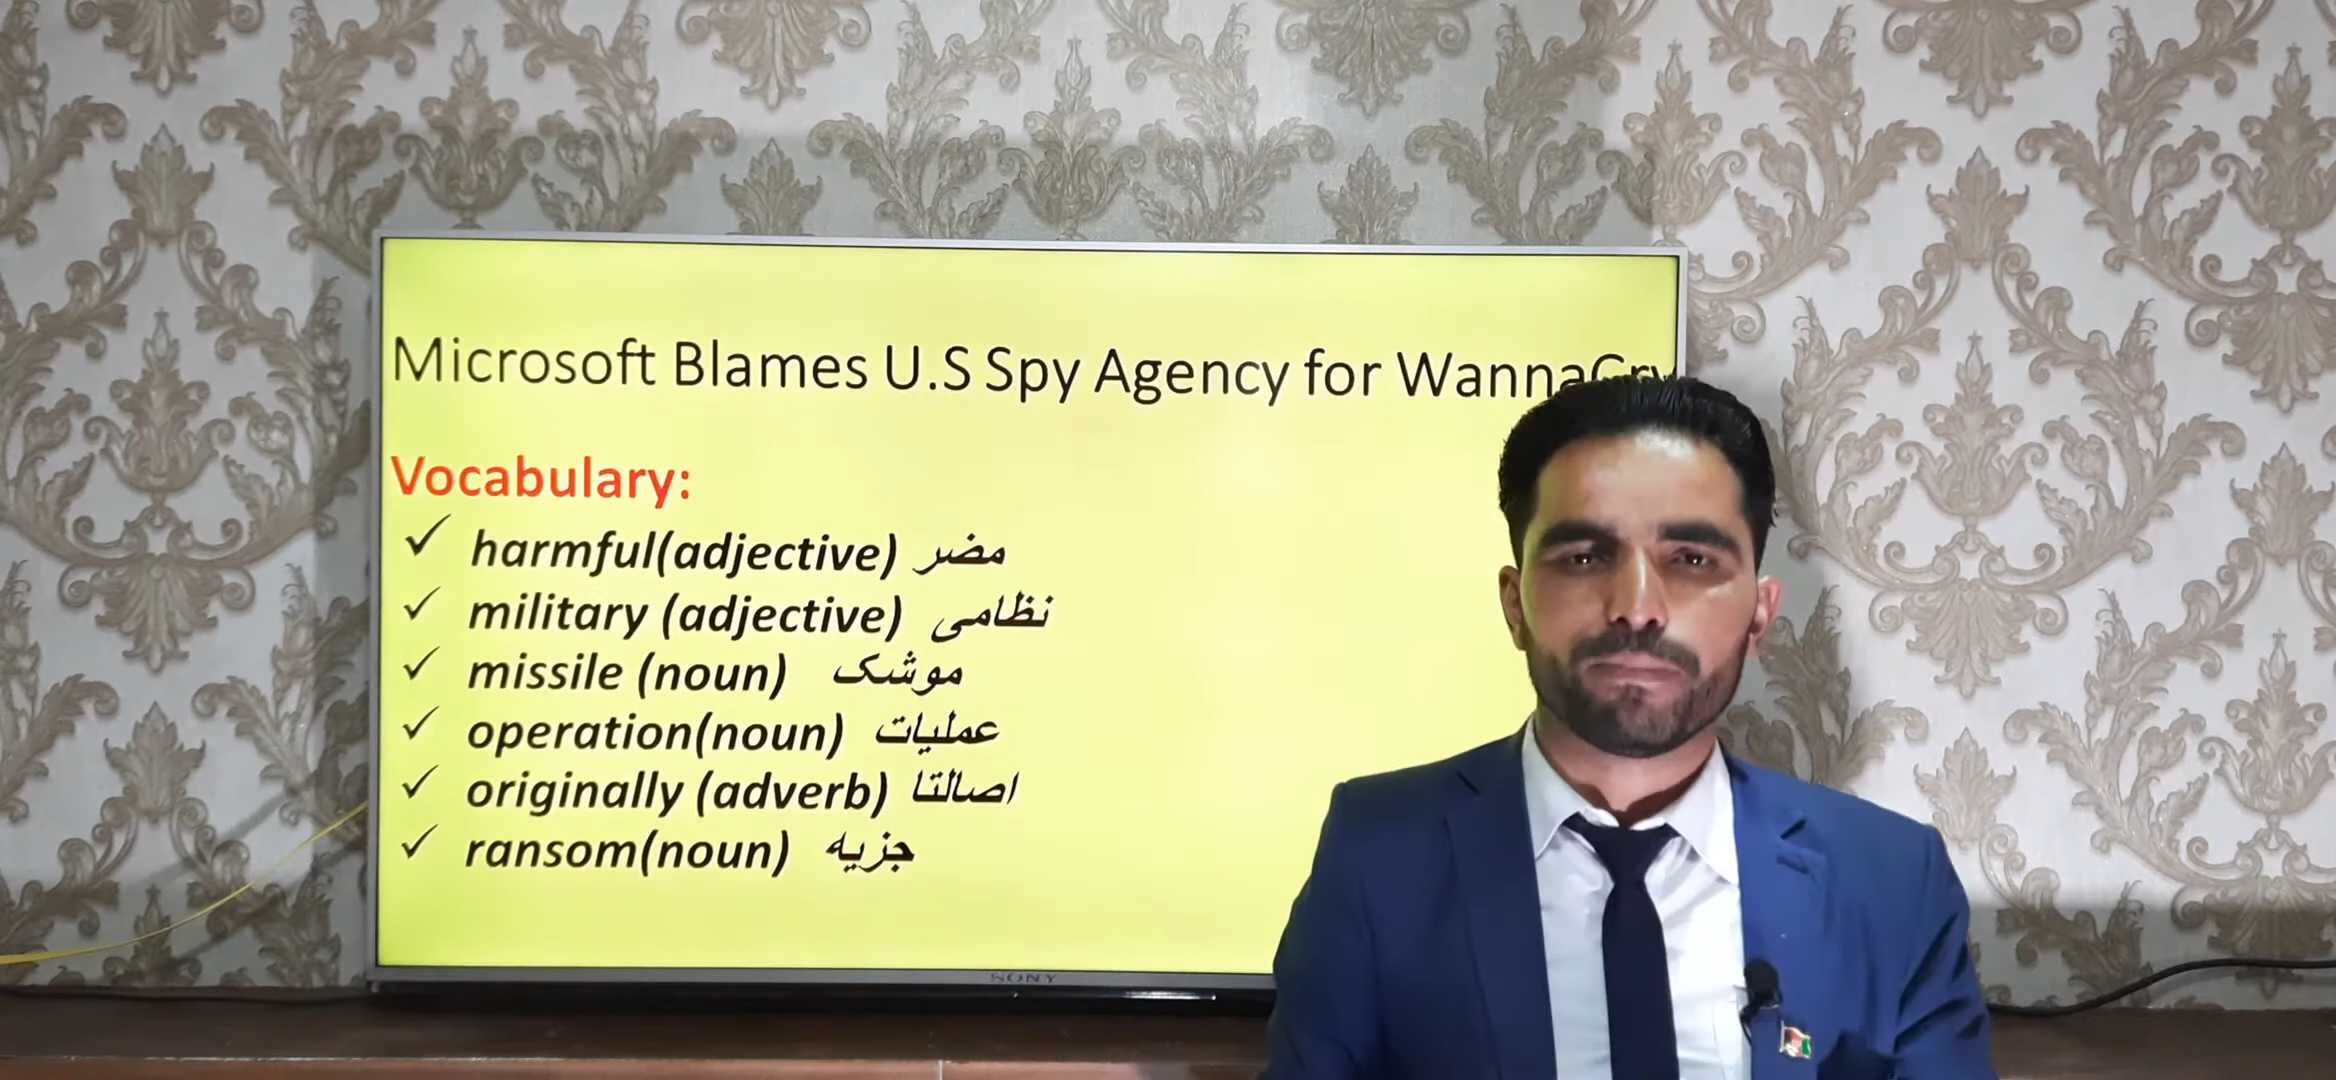 Microsoft Blames U.S Spy Agency for WannaCry
Vocabulary:
✓ harmful(adjective) مضر
✓ military (adjective) نظامی
✓ missile (noun) موشک
✓ operation(noun) عملیات
✓ originally (adverb) اصالتا
✓ ransom(noun) جزیه
SONY